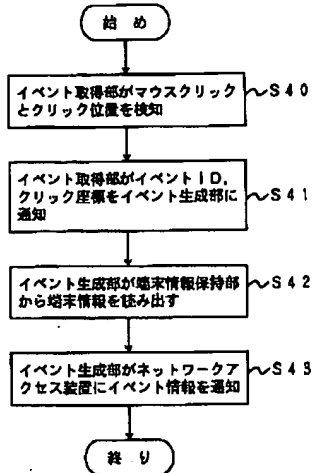 始め
イベント取得部がマウスクリック
とクリック位置を検知
S40
イベント取得部がイベントID,
クリック座標をイベント生成部に
通知
S41
イベント生成部が端末情報保持部
から端末情報を読み出す
S42
イベント生成部がネットワークア
クセス装置にイベント情報を通知
S43
終り